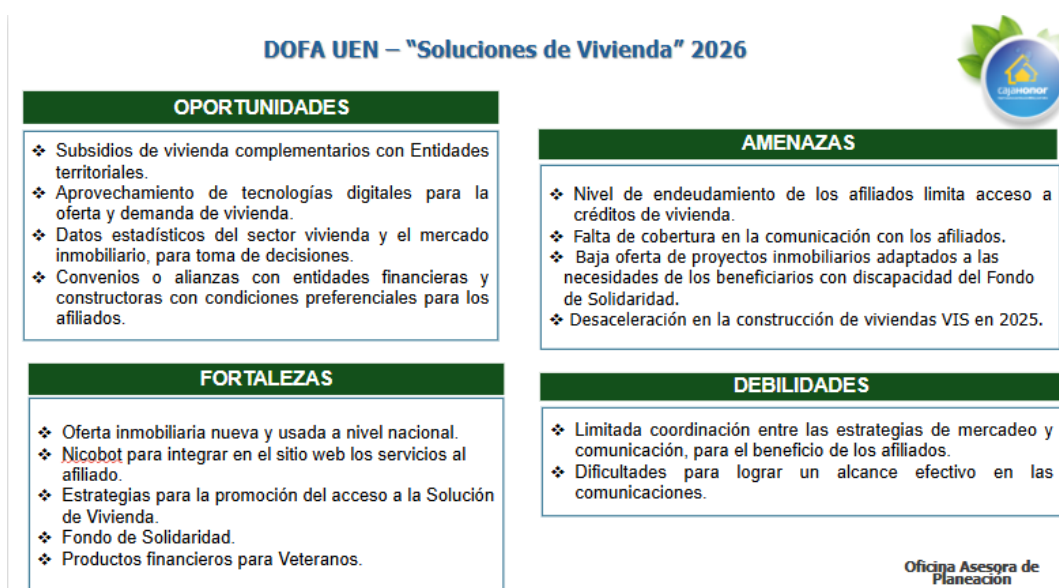 DOFA UEN – “Soluciones de Vivienda” 2026
cajaHonor
OPORTUNIDADES
❖ Subsidios de vivienda complementarios con Entidades
territoriales.
❖ Aprovechamiento de tecnologías digitales para la
oferta y demanda de vivienda.
❖ Datos estadísticos del sector vivienda y el mercado
inmobiliario, para toma de decisiones.
❖ Convenios o alianzas con entidades financieras y
constructoras con condiciones preferenciales para los
afiliados.
AMENAZAS
❖ Nivel de endeudamiento de los afiliados limita acceso a
créditos de vivienda.
❖ Falta de cobertura en la comunicación con los afiliados.
❖ Baja oferta de proyectos inmobiliarios adaptados a las
necesidades de los beneficiarios con discapacidad del Fondo
de Solidaridad.
❖ Desaceleración en la construcción de viviendas VIS en 2025.
FORTALEZAS
❖ Oferta inmobiliaria nueva y usada a nivel nacional.
❖ Nicobot para integrar en el sitio web los servicios al
afiliado.
❖ Estrategias para la promoción del acceso a la Solución
de Vivienda.
❖ Fondo de Solidaridad.
❖ Productos financieros para Veteranos.
DEBILIDADES
❖ Limitada coordinación entre las estrategias de mercadeo y
comunicación, para el beneficio de los afiliados.
❖ Dificultades para lograr un alcance efectivo en las
comunicaciones.
Oficina Asesora de
Planeación